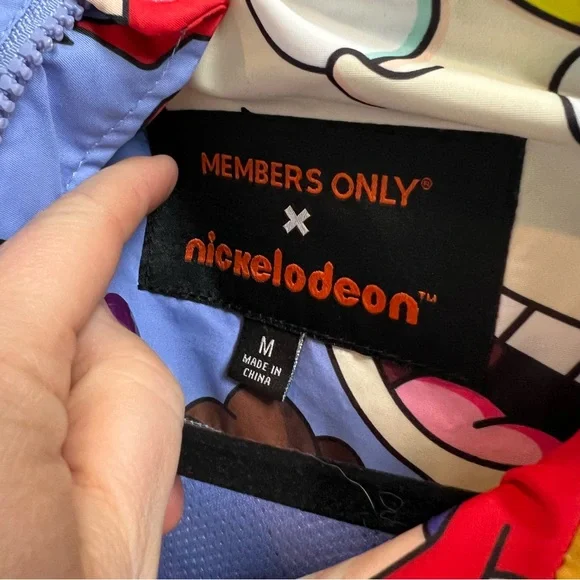 MEMBERS ONLY®
×
nickelodeon™
M
MADE IN
CHINA